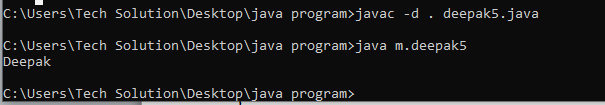 C:\Users\Tech Solution\Desktop\java program>javac -d . deepak5.java
C:\Users\Tech Solution\Desktop\java program>java m.deepak5
Deepak
C:\Users\Tech Solution\Desktop\java program>